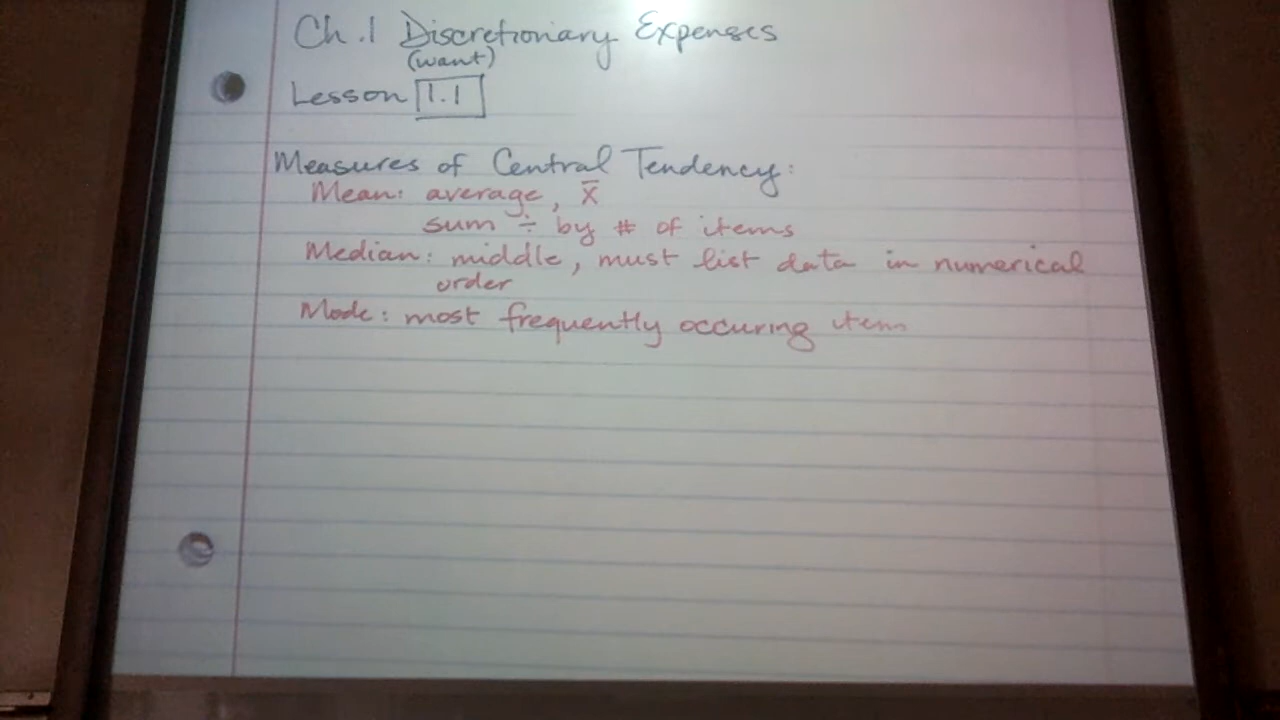 Ch.1 Discretionary Expenses
(want)
Lesson 1.1
Measures of Central Tendency:
Mean: average, x̄
sum ÷ by # of items
Median: middle, must list data in numerical
order
Mode: most frequently occuring item